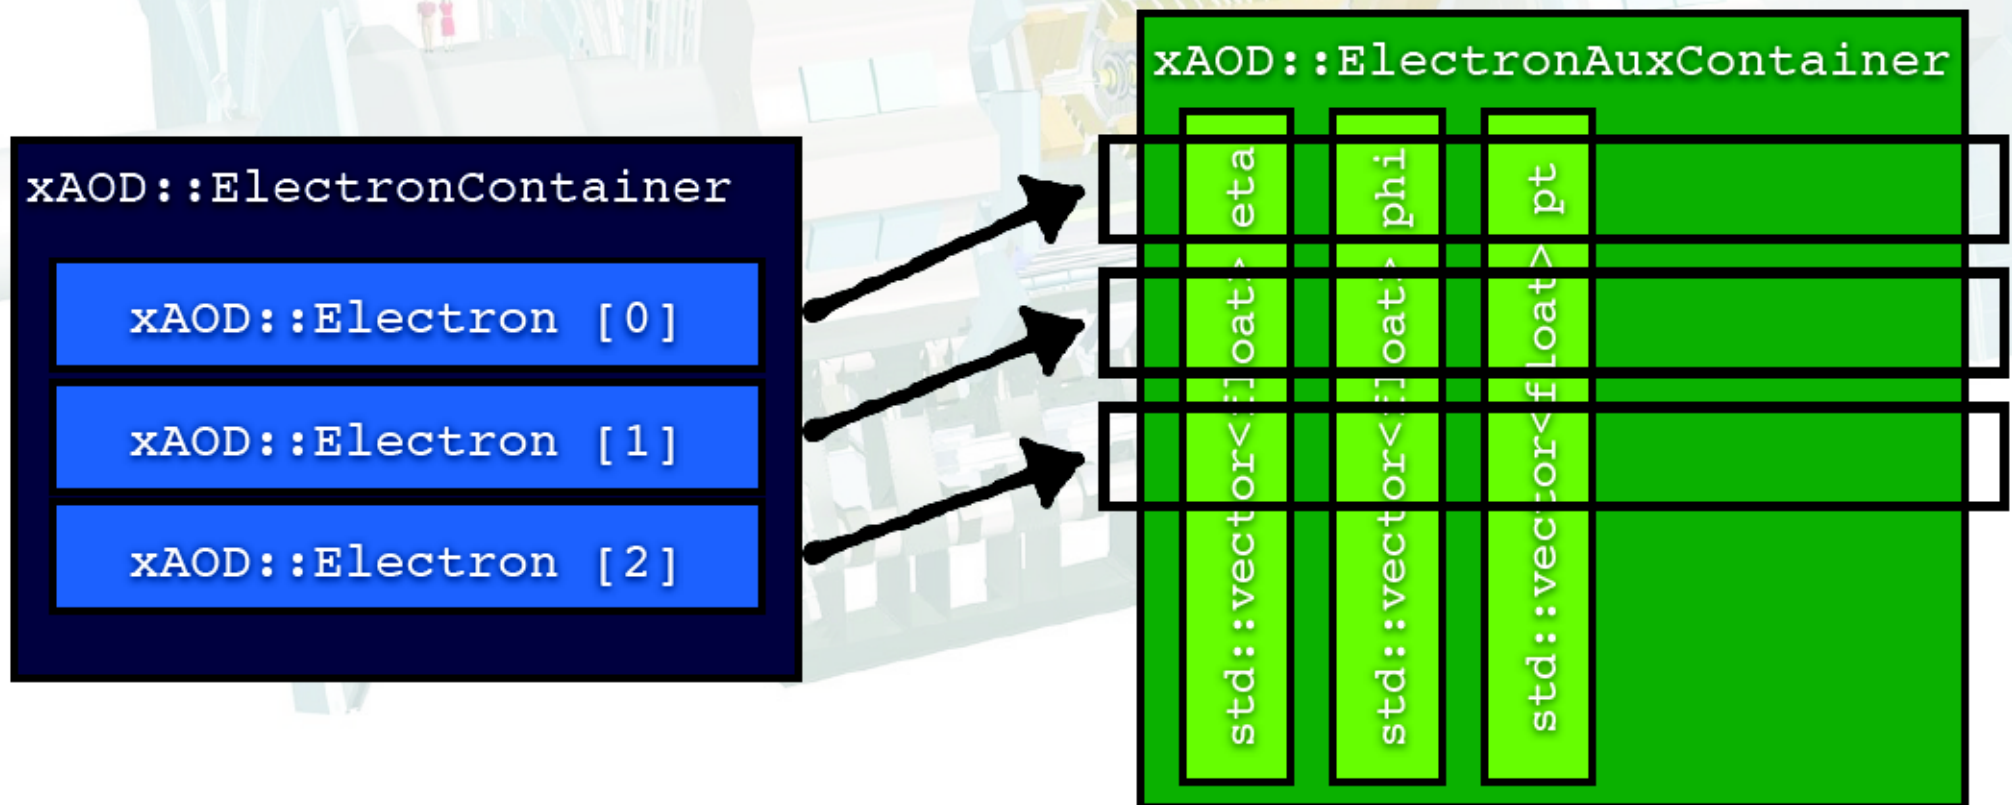 xAOD::ElectronContainer
xAOD::Electron [0]
xAOD::Electron [1]
xAOD::Electron [2]
xAOD::ElectronAuxContainer
std::vector<float> eta
std::vector<float> phi
std::vector<float> pt